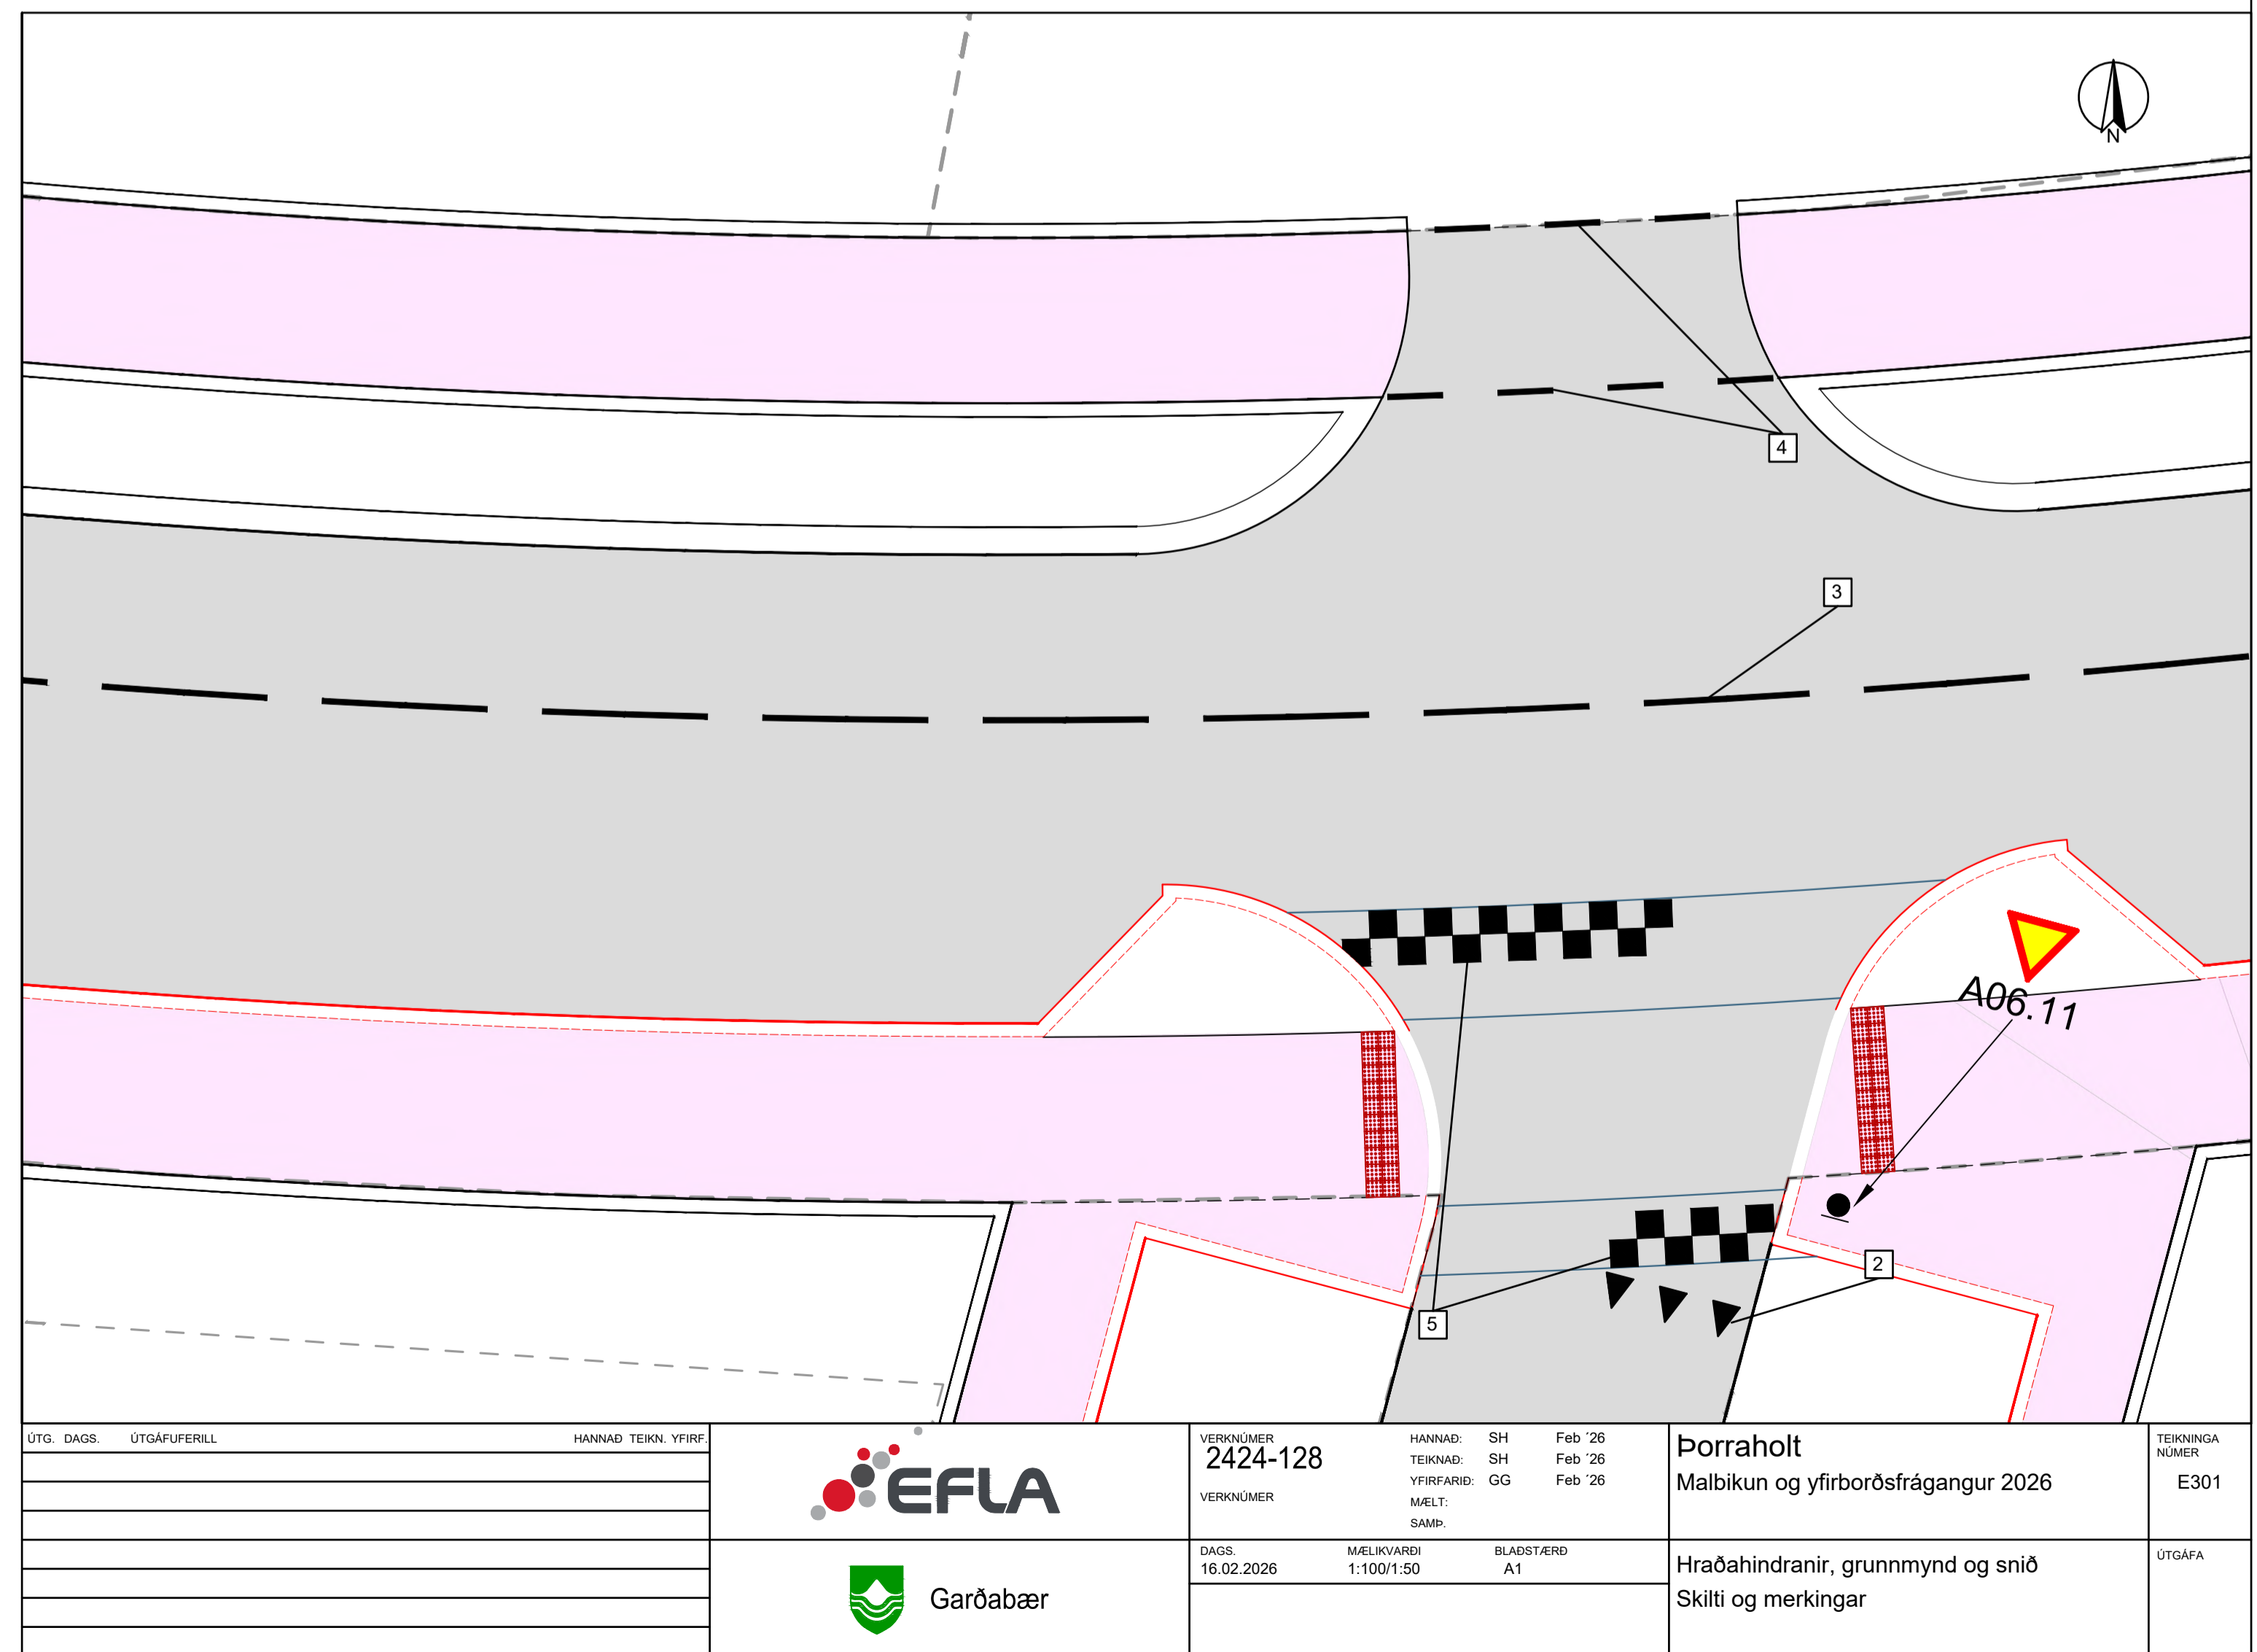 N
4
3
A06.11
2
5
ÚTG. DAGS. ÚTGÁFUFERILL HANNAÐ TEIKN. YFIRF.
EFLA
Garðabær
VERKNÚMER
2424-128
VERKNÚMER
HANNAÐ: SH Feb ´26
TEIKNAÐ: SH Feb ´26
YFIRFARIÐ: GG Feb ´26
MÆLT:
SAMÞ.
DAGS. MÆLIKVARÐI BLAÐSTÆRÐ
16.02.2026 1:100/1:50 A1
Þorraholt
Malbikun og yfirborðsfrágangur 2026
Hraðahindranir, grunnmynd og snið
Skilti og merkingar
TEIKNINGA
NÚMER
E301
ÚTGÁFA